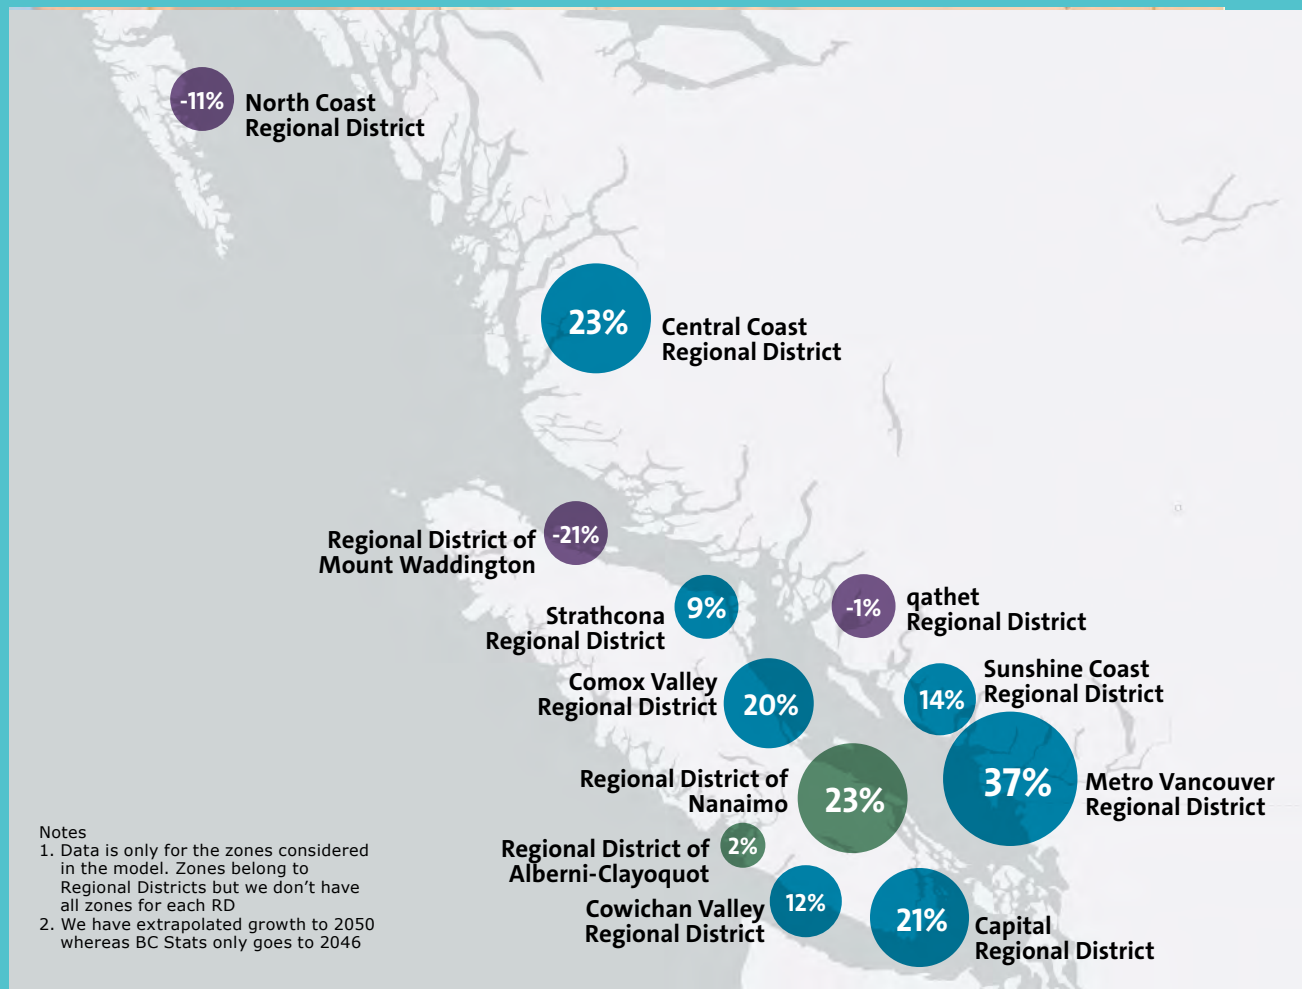 -11%
North Coast
Regional District
23%
Central Coast
Regional District
Regional District of
Mount Waddington
-21%
Strathcona
Regional District
9%
-1%
qathet
Regional District
Comox Valley
Regional District
20%
14%
Sunshine Coast
Regional District
Regional District of
Nanaimo
23%
37%
Metro Vancouver
Regional District
Regional District of
Alberni-Clayoquot
2%
Cowichan Valley
Regional District
12%
21%
Capital
Regional District
Notes
1. Data is only for the zones considered
in the model. Zones belong to
Regional Districts but we don’t have
all zones for each RD
2. We have extrapolated growth to 2050
whereas BC Stats only goes to 2046